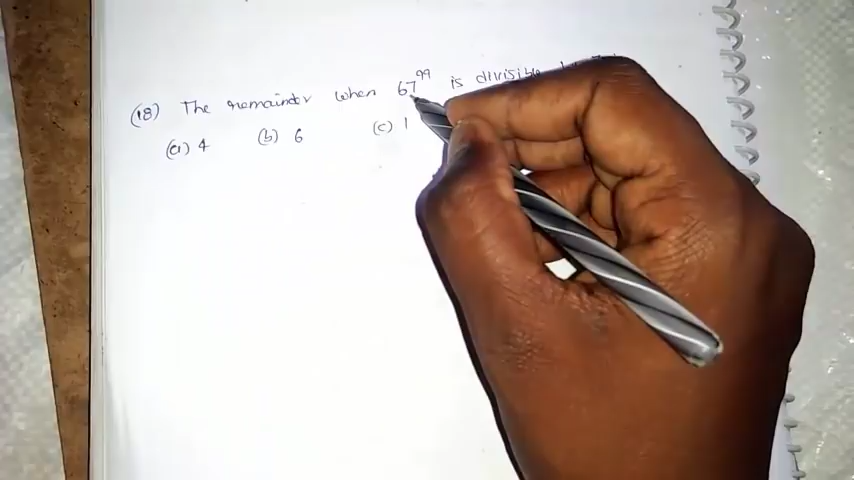 (18) The remainder when 67^99 is divisible
(a) 4 (b) 6 (c) 1